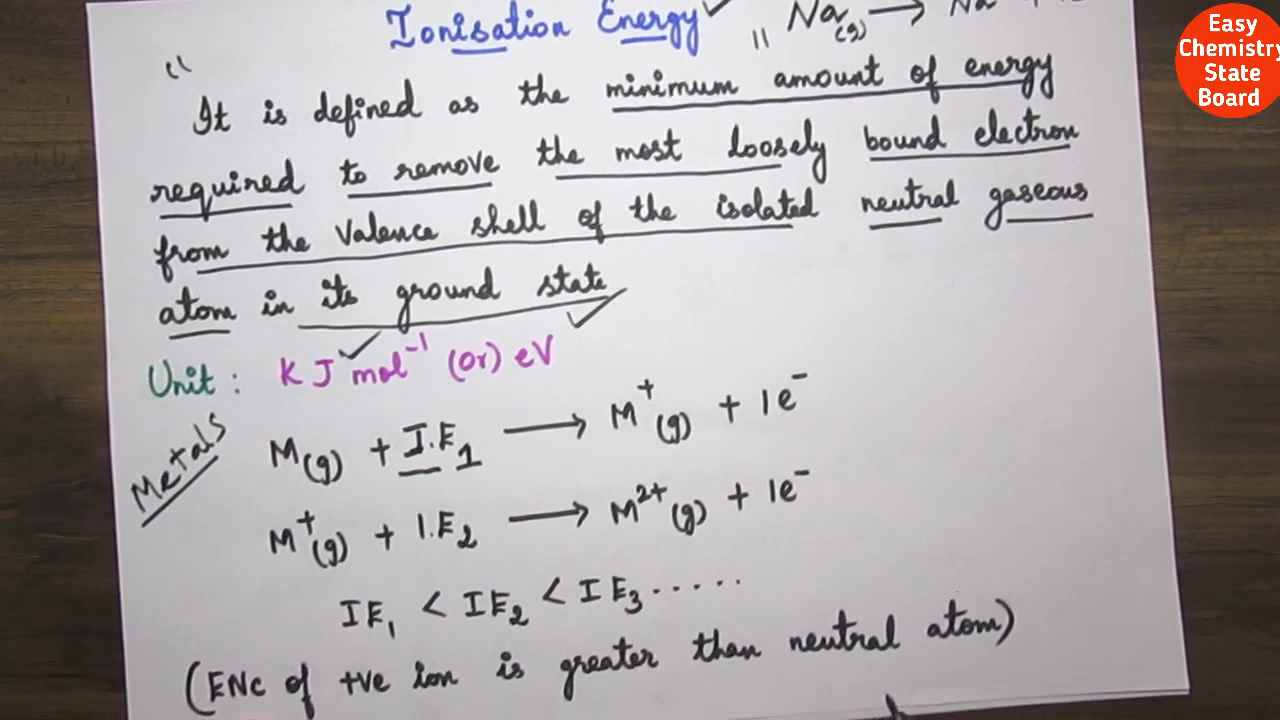 Ionisation Energy
" Na(g) → Na
" It is defined as the minimum amount of energy
required to remove the most loosely bound electron
from the valence shell of the isolated neutral gaseous
atom in its ground state
Unit : KJ mol⁻¹ (or) eV
Metals
M(g) + I.E₁ → M⁺(g) + 1e⁻
M⁺(g) + I.E₂ → M²⁺(g) + 1e⁻
IE₁ < IE₂ < IE₃ .....
(ENc of +ve ion is greater than neutral atom)
Easy
Chemistry
State
Board